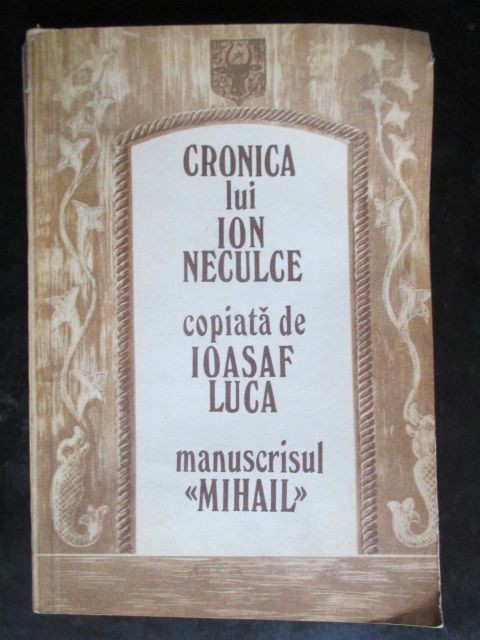 CRONICA
lui
ION
NECULCE
copiată de
IOASAF
LUCA
manuscrisul
«MIHAIL»